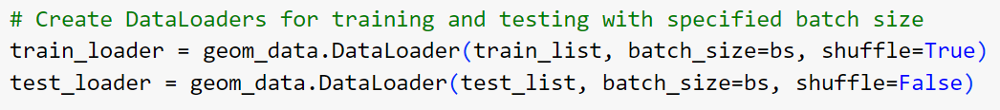 # Create DataLoaders for training and testing with specified batch size
train_loader = geom_data.DataLoader(train_list, batch_size=bs, shuffle=True)
test_loader = geom_data.DataLoader(test_list, batch_size=bs, shuffle=False)